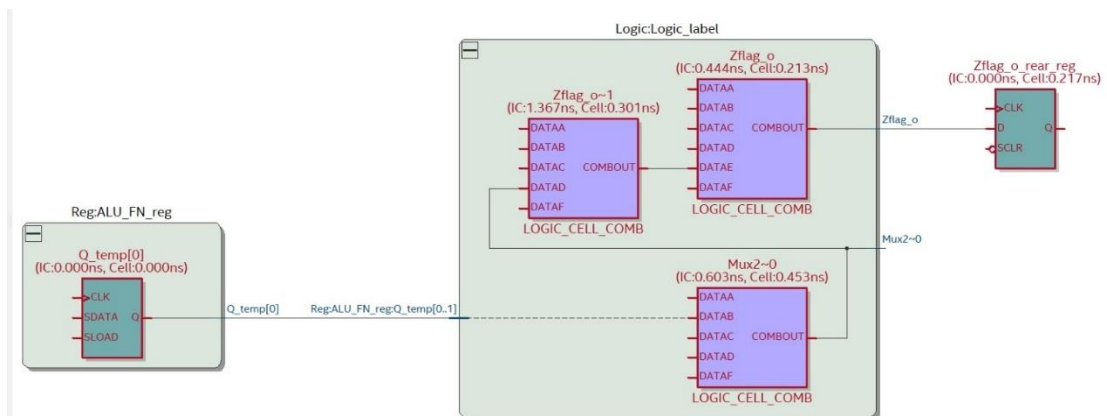 Logic:Logic_label
Zflag_o
(IC:0.444ns, Cell:0.213ns)
DATAA
DATAB
DATAC COMBOUT
DATAD
DATAE
DATAF
LOGIC_CELL_COMB
Zflag_o~1
(IC:1.367ns, Cell:0.301ns)
DATAA
DATAB
DATAC COMBOUT
DATAD
DATAF
LOGIC_CELL_COMB
Zflag_o
Zflag_o_rear_reg
(IC:0.000ns, Cell:0.217ns)
CLK
D Q
SCLR
Mux2~0
Reg:ALU_FN_reg
Q_temp[0]
(IC:0.000ns, Cell:0.000ns)
CLK
SDATA Q
SLOAD
Q_temp[0]
Reg:ALU_FN_reg:Q_temp[0..1]
Mux2~0
(IC:0.603ns, Cell:0.453ns)
DATAA
DATAB
DATAC COMBOUT
DATAD
DATAF
LOGIC_CELL_COMB